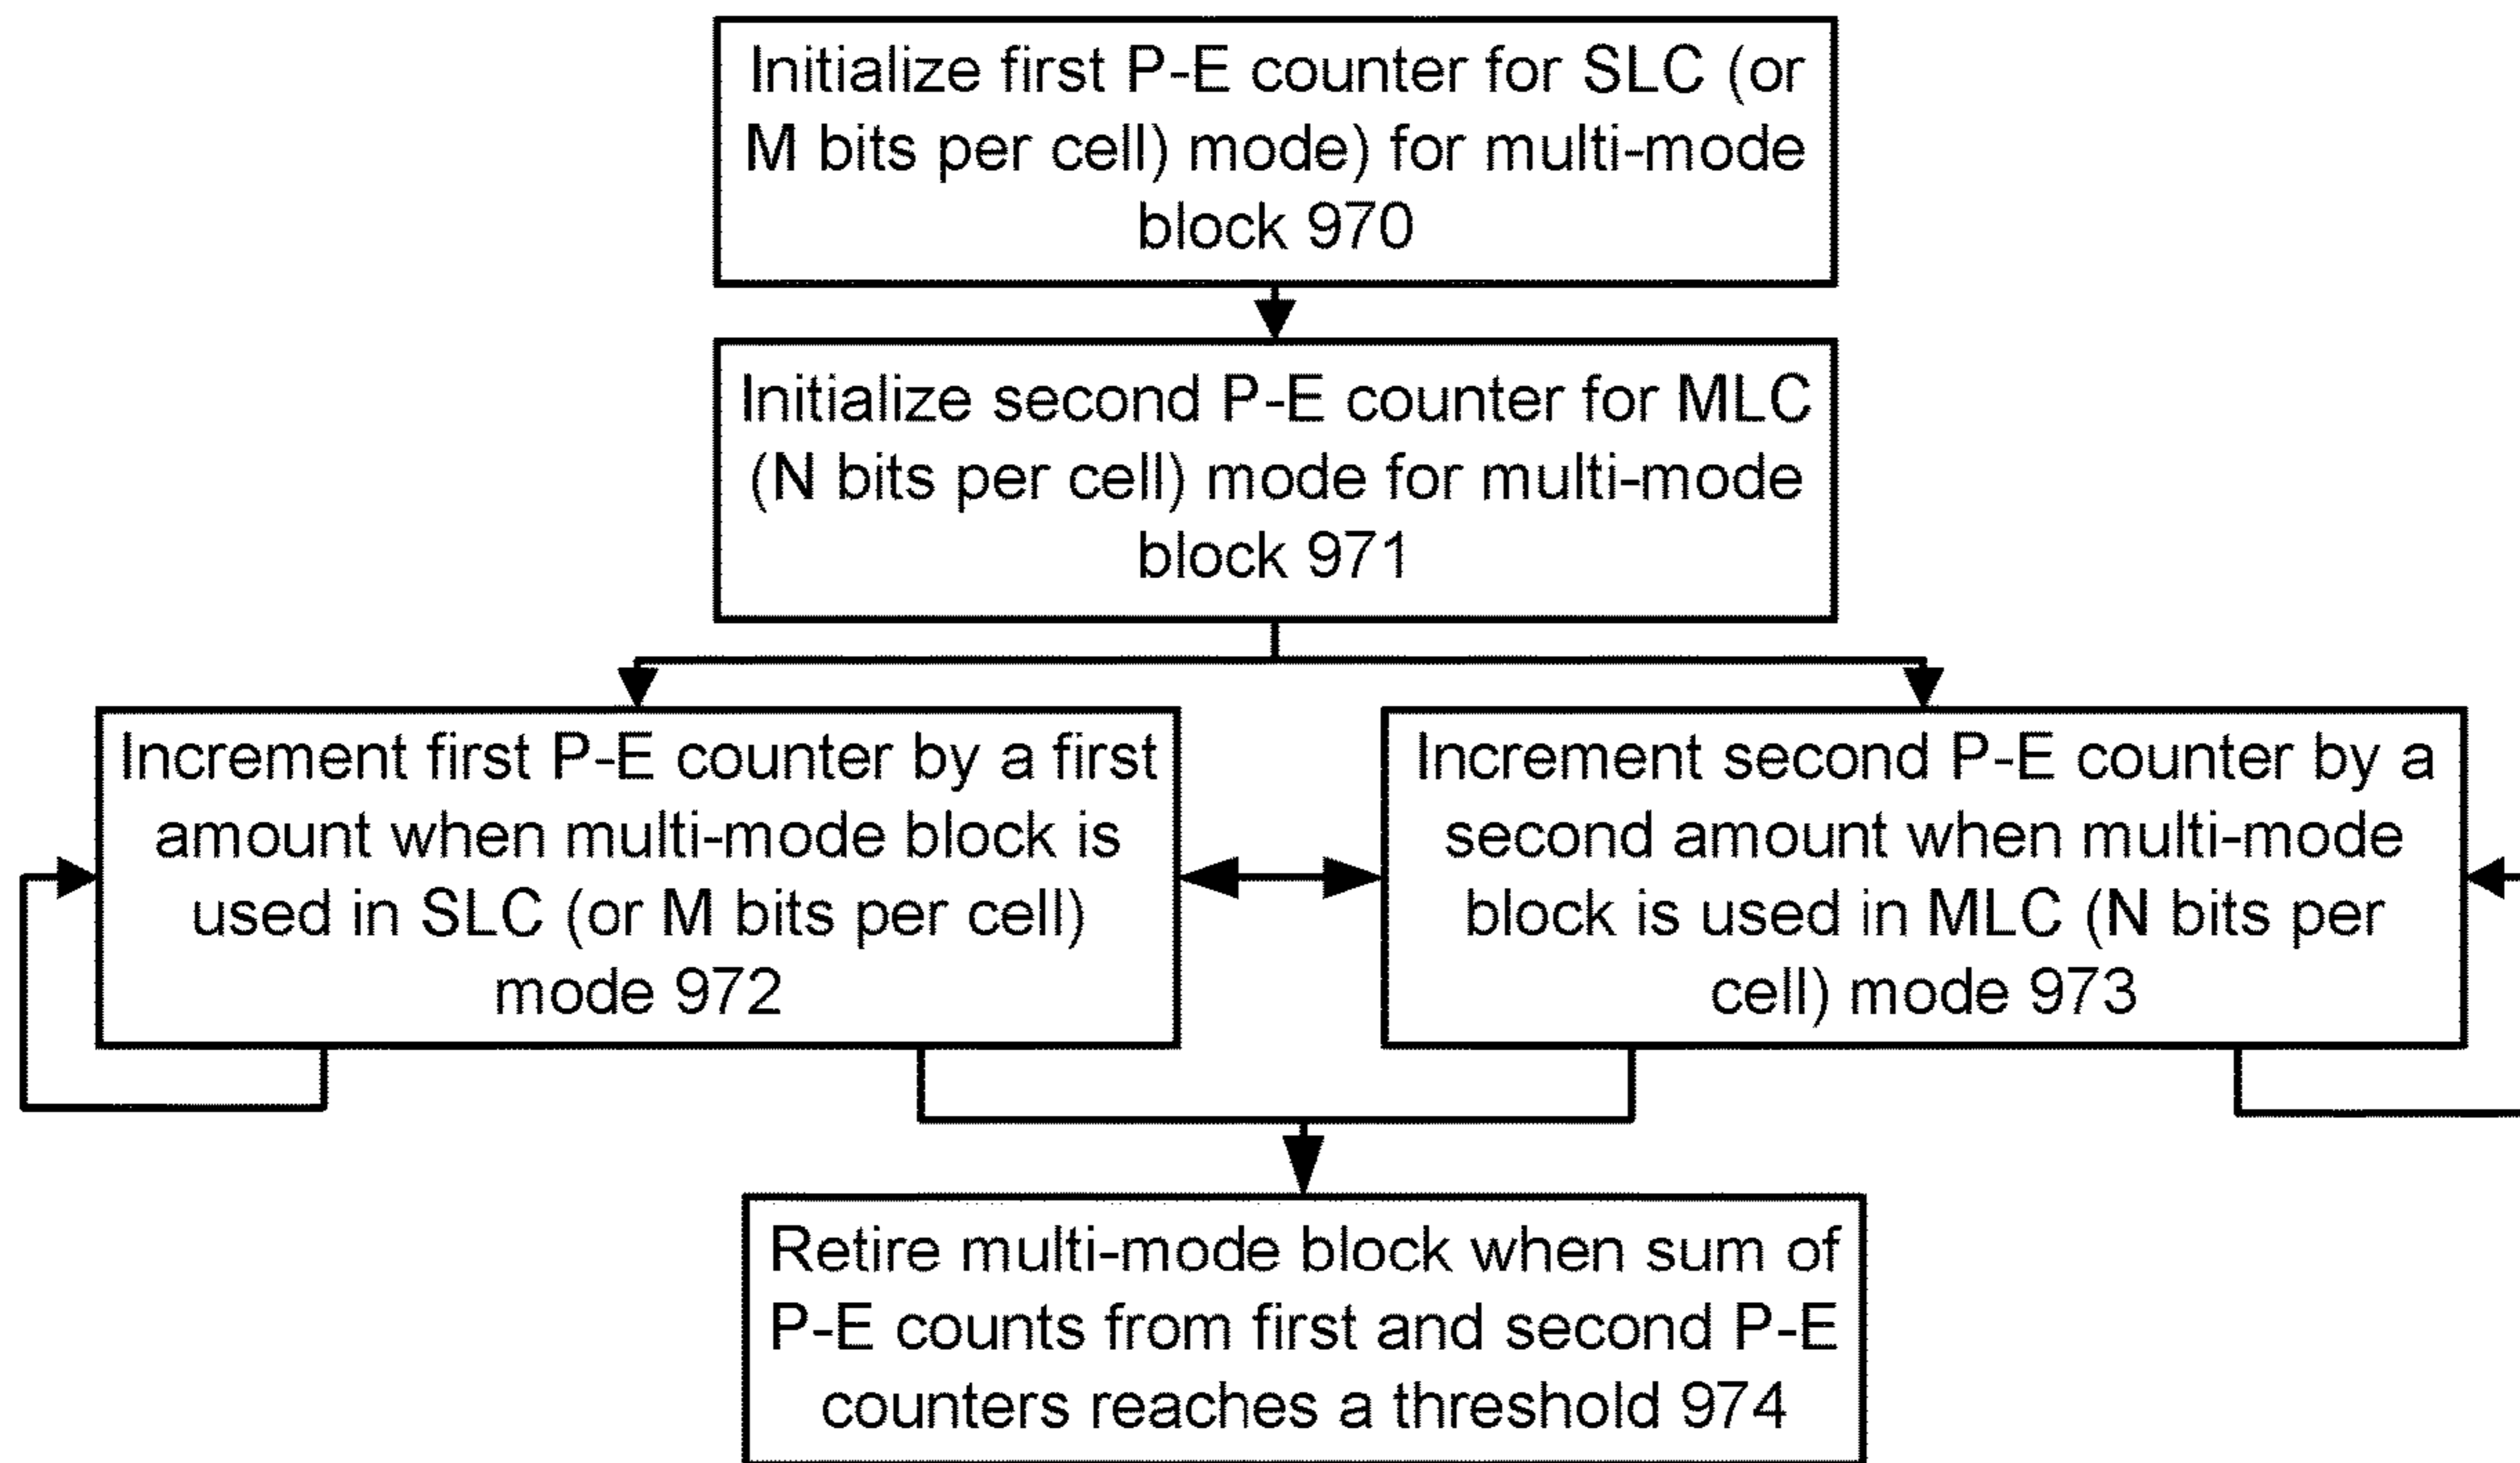 Initialize first P-E counter for SLC (or
M bits per cell) mode) for multi-mode
block 970
Initialize second P-E counter for MLC
(N bits per cell) mode for multi-mode
block 971
Increment first P-E counter by a first
amount when multi-mode block is
used in SLC (or M bits per cell)
mode 972
Increment second P-E counter by a
second amount when multi-mode
block is used in MLC (N bits per
cell) mode 973
Retire multi-mode block when sum of
P-E counts from first and second P-E
counters reaches a threshold 974